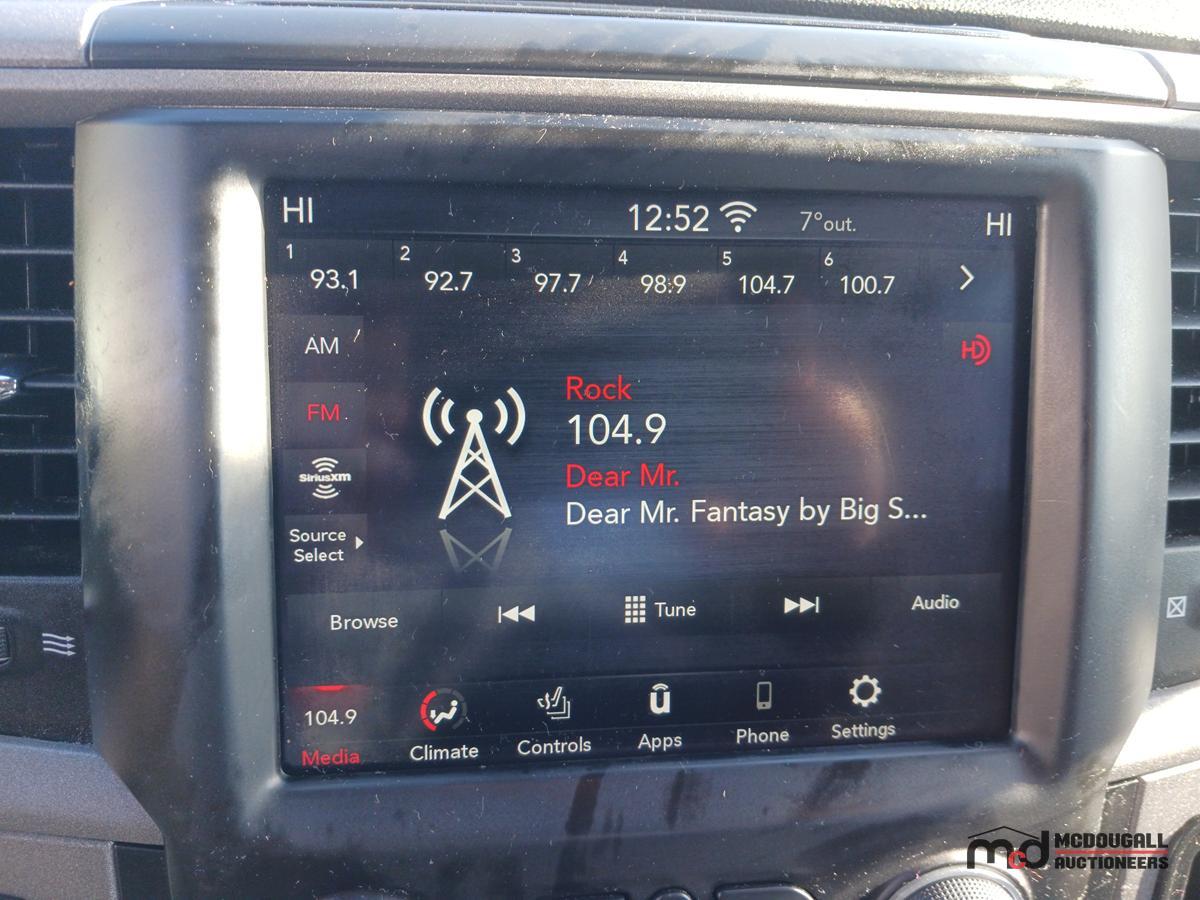 HI 12:52 7°out. HI
1 2 3 4 5 6
93.1 92.7 97.7 98.9 104.7 100.7
AM
HD
FM
Rock
104.9
SiriusXM
Dear Mr.
Dear Mr. Fantasy by Big S...
Source
Select
Browse Tune Audio
104.9
Media Climate Controls Apps Phone Settings
mcd MCDOUGALL
AUCTIONEERS